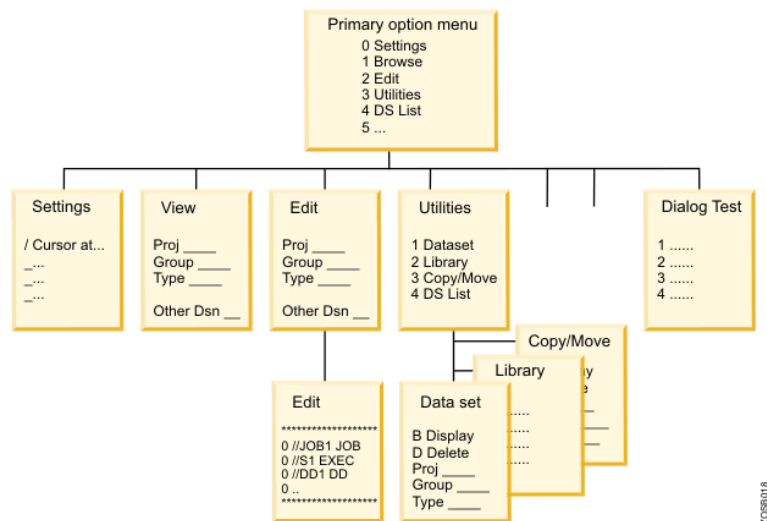 Primary option menu
0 Settings
1 Browse
2 Edit
3 Utilities
4 DS List
5 ...
Settings
/ Cursor at...
_...
_...
_...
View
Proj ____
Group ____
Type ____
Other Dsn __
Edit
Proj ____
Group ____
Type ____
Other Dsn __
Utilities
1 Dataset
2 Library
3 Copy/Move
4 DS List
Dialog Test
1 ......
2 ......
3 ......
4 ......
Edit
*******************
0 //JOB1 JOB
0 //S1 EXEC
0 //DD1 DD
0 ..
*******************
Data set
B Display
D Delete
Proj ____
Group ____
Type ____
Library
......
......
......
......
Copy/Move
ay
e